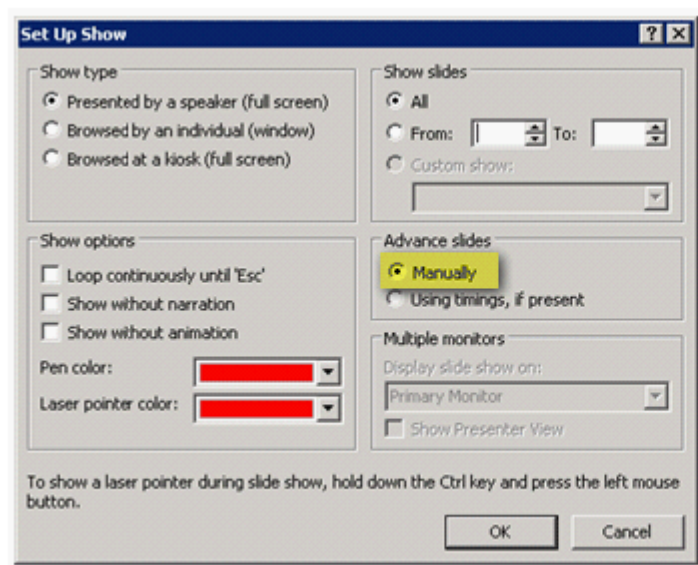 Set Up Show
Show type
Presented by a speaker (full screen)
Browsed by an individual (window)
Browsed at a kiosk (full screen)
Show slides
All
From: To:
Custom show:
Show options
Loop continuously until 'Esc'
Show without narration
Show without animation
Pen color:
Laser pointer color:
Advance slides
Manually
Using timings, if present
Multiple monitors
Display slide show on:
Primary Monitor
Show Presenter View
To show a laser pointer during slide show, hold down the Ctrl key and press the left mouse
button.
OK Cancel